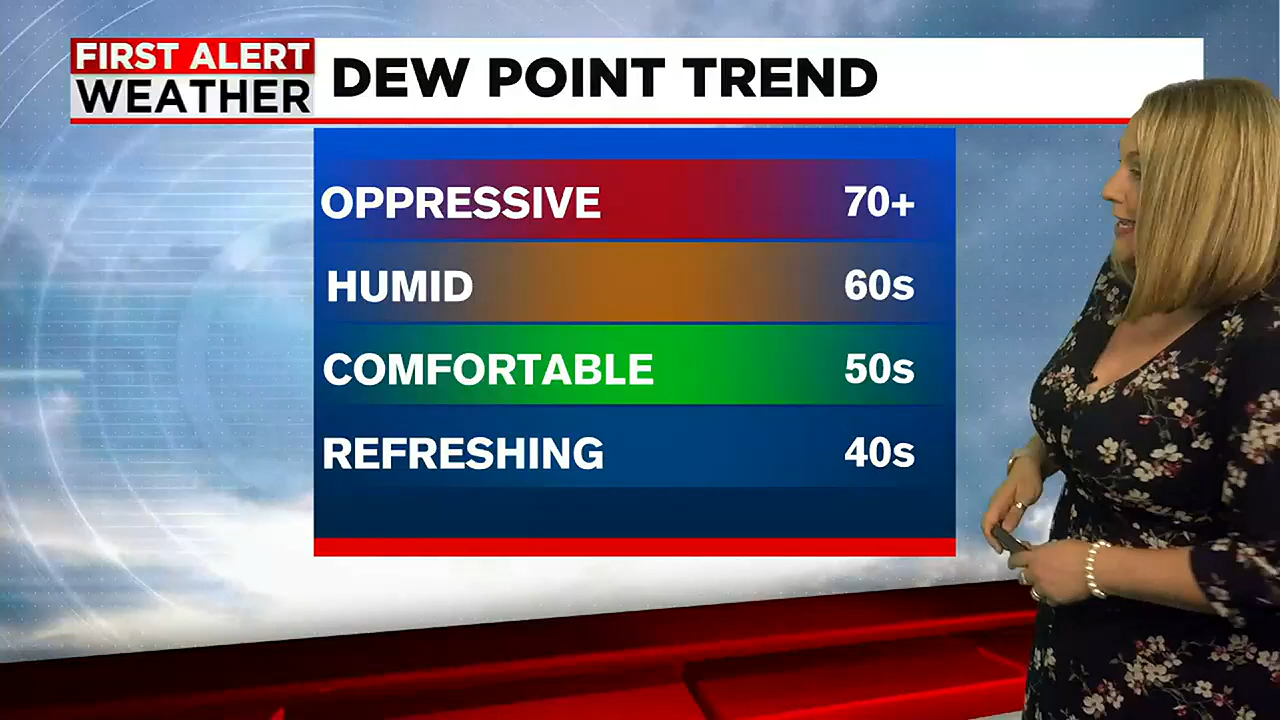 FIRST ALERT
WEATHER
DEW POINT TREND
OPPRESSIVE 70+
HUMID 60s
COMFORTABLE 50s
REFRESHING 40s